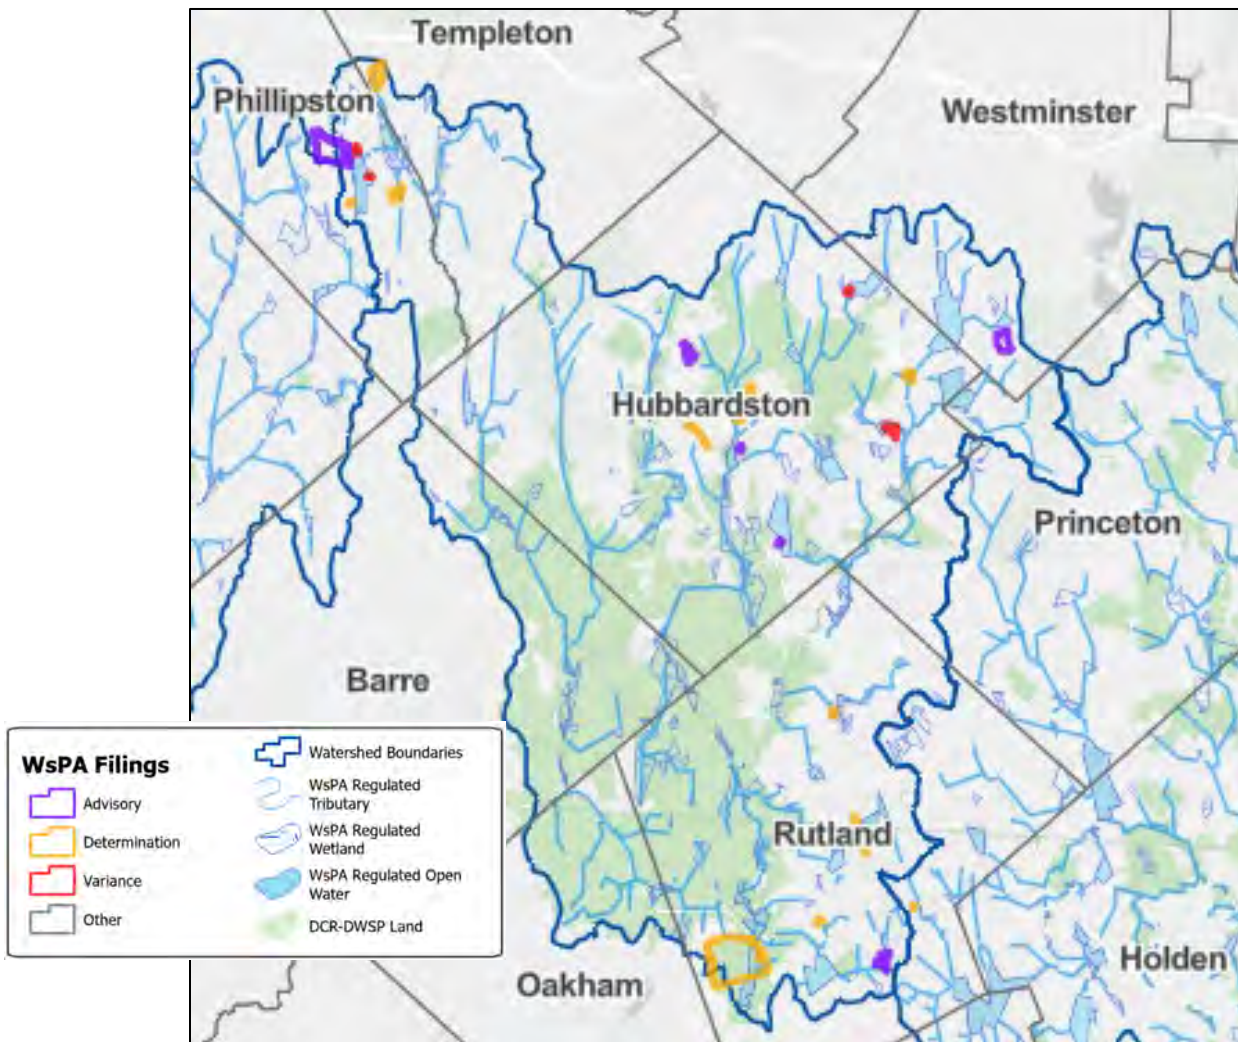 Templeton
Phillipston
Westminster
Hubbardston
Princeton
Barre
Rutland
Oakham
Holden
WsPA Filings
Advisory
Determination
Variance
Other
Watershed Boundaries
WsPA Regulated
Tributary
WsPA Regulated
Wetland
WsPA Regulated Open
Water
DCR-DWSP Land